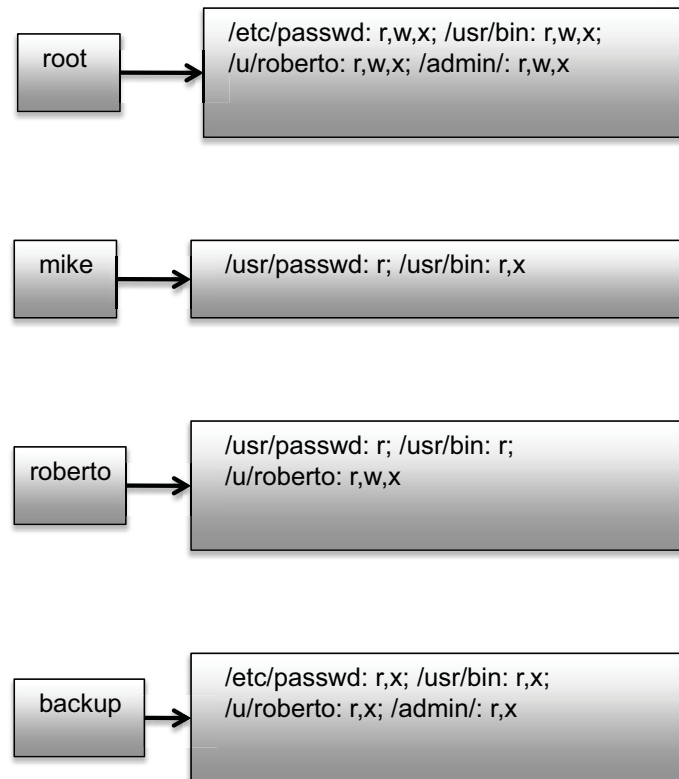 root
/etc/passwd: r,w,x; /usr/bin: r,w,x;
/u/roberto: r,w,x; /admin/: r,w,x
mike
/usr/passwd: r; /usr/bin: r,x
roberto
/usr/passwd: r; /usr/bin: r;
/u/roberto: r,w,x
backup
/etc/passwd: r,x; /usr/bin: r,x;
/u/roberto: r,x; /admin/: r,x